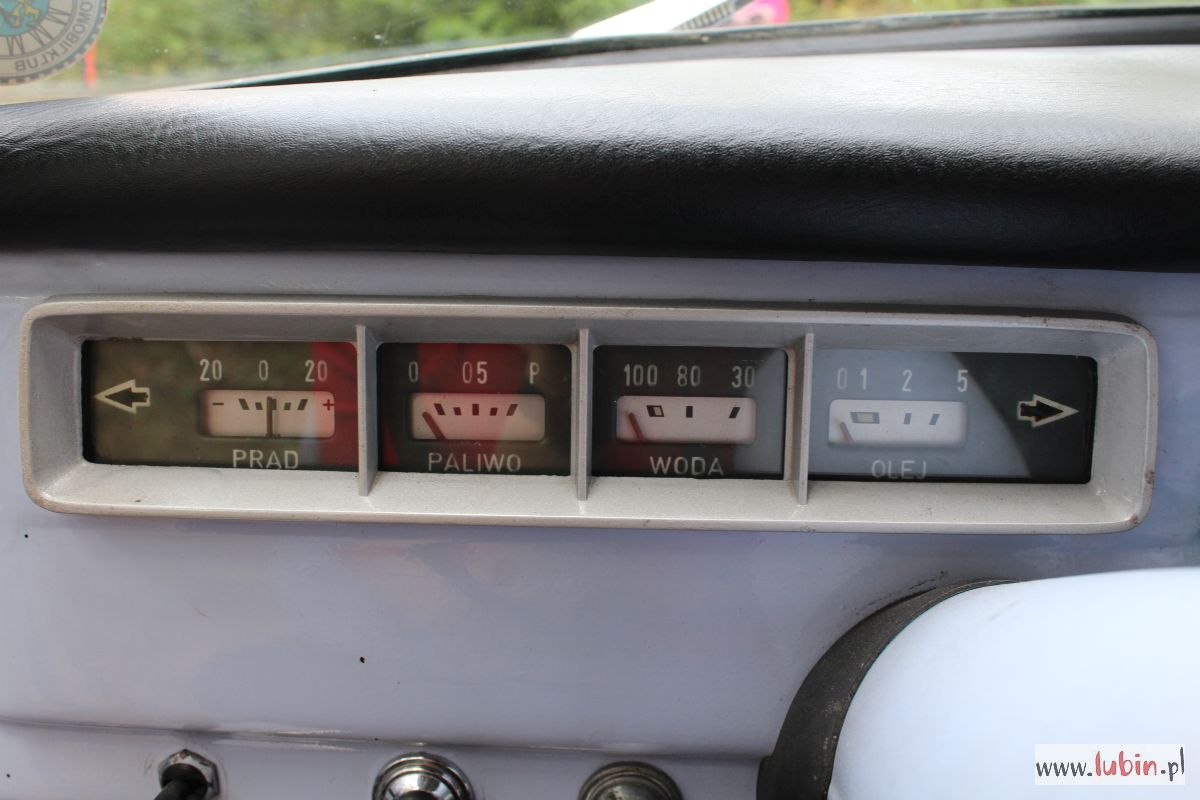 OMOBILKLUB
20 0 20
- +
PRAD
0 05 P
PALIWO
100 80 30
WODA
0 1 2 5
OLEJ
www.lubin.pl